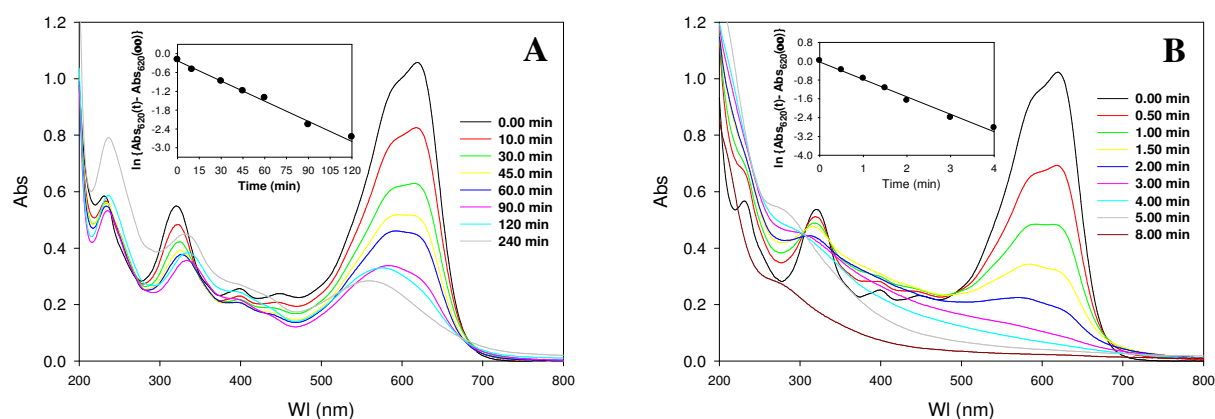 A
1.2
1.0
0.8
0.6
0.4
0.2
0.0
Abs
200 300 400 500 600 700 800
Wl (nm)
ln {Abs620(t)- Abs620(oo)}
0.0
-0.6
-1.2
-1.8
-2.4
-3.0
0 15 30 45 60 75 90 105 120
Time (min)
0.00 min
10.0 min
30.0 min
45.0 min
60.0 min
90.0 min
120 min
240 min
B
1.2
1.0
0.8
0.6
0.4
0.2
0.0
Abs
200 300 400 500 600 700 800
Wl (nm)
ln {Abs620(t)- Abs620(oo)}
0.8
0.0
-0.8
-1.6
-2.4
-3.2
-4.0
0 1 2 3 4
Time (min)
0.00 min
0.50 min
1.00 min
1.50 min
2.00 min
3.00 min
4.00 min
5.00 min
8.00 min